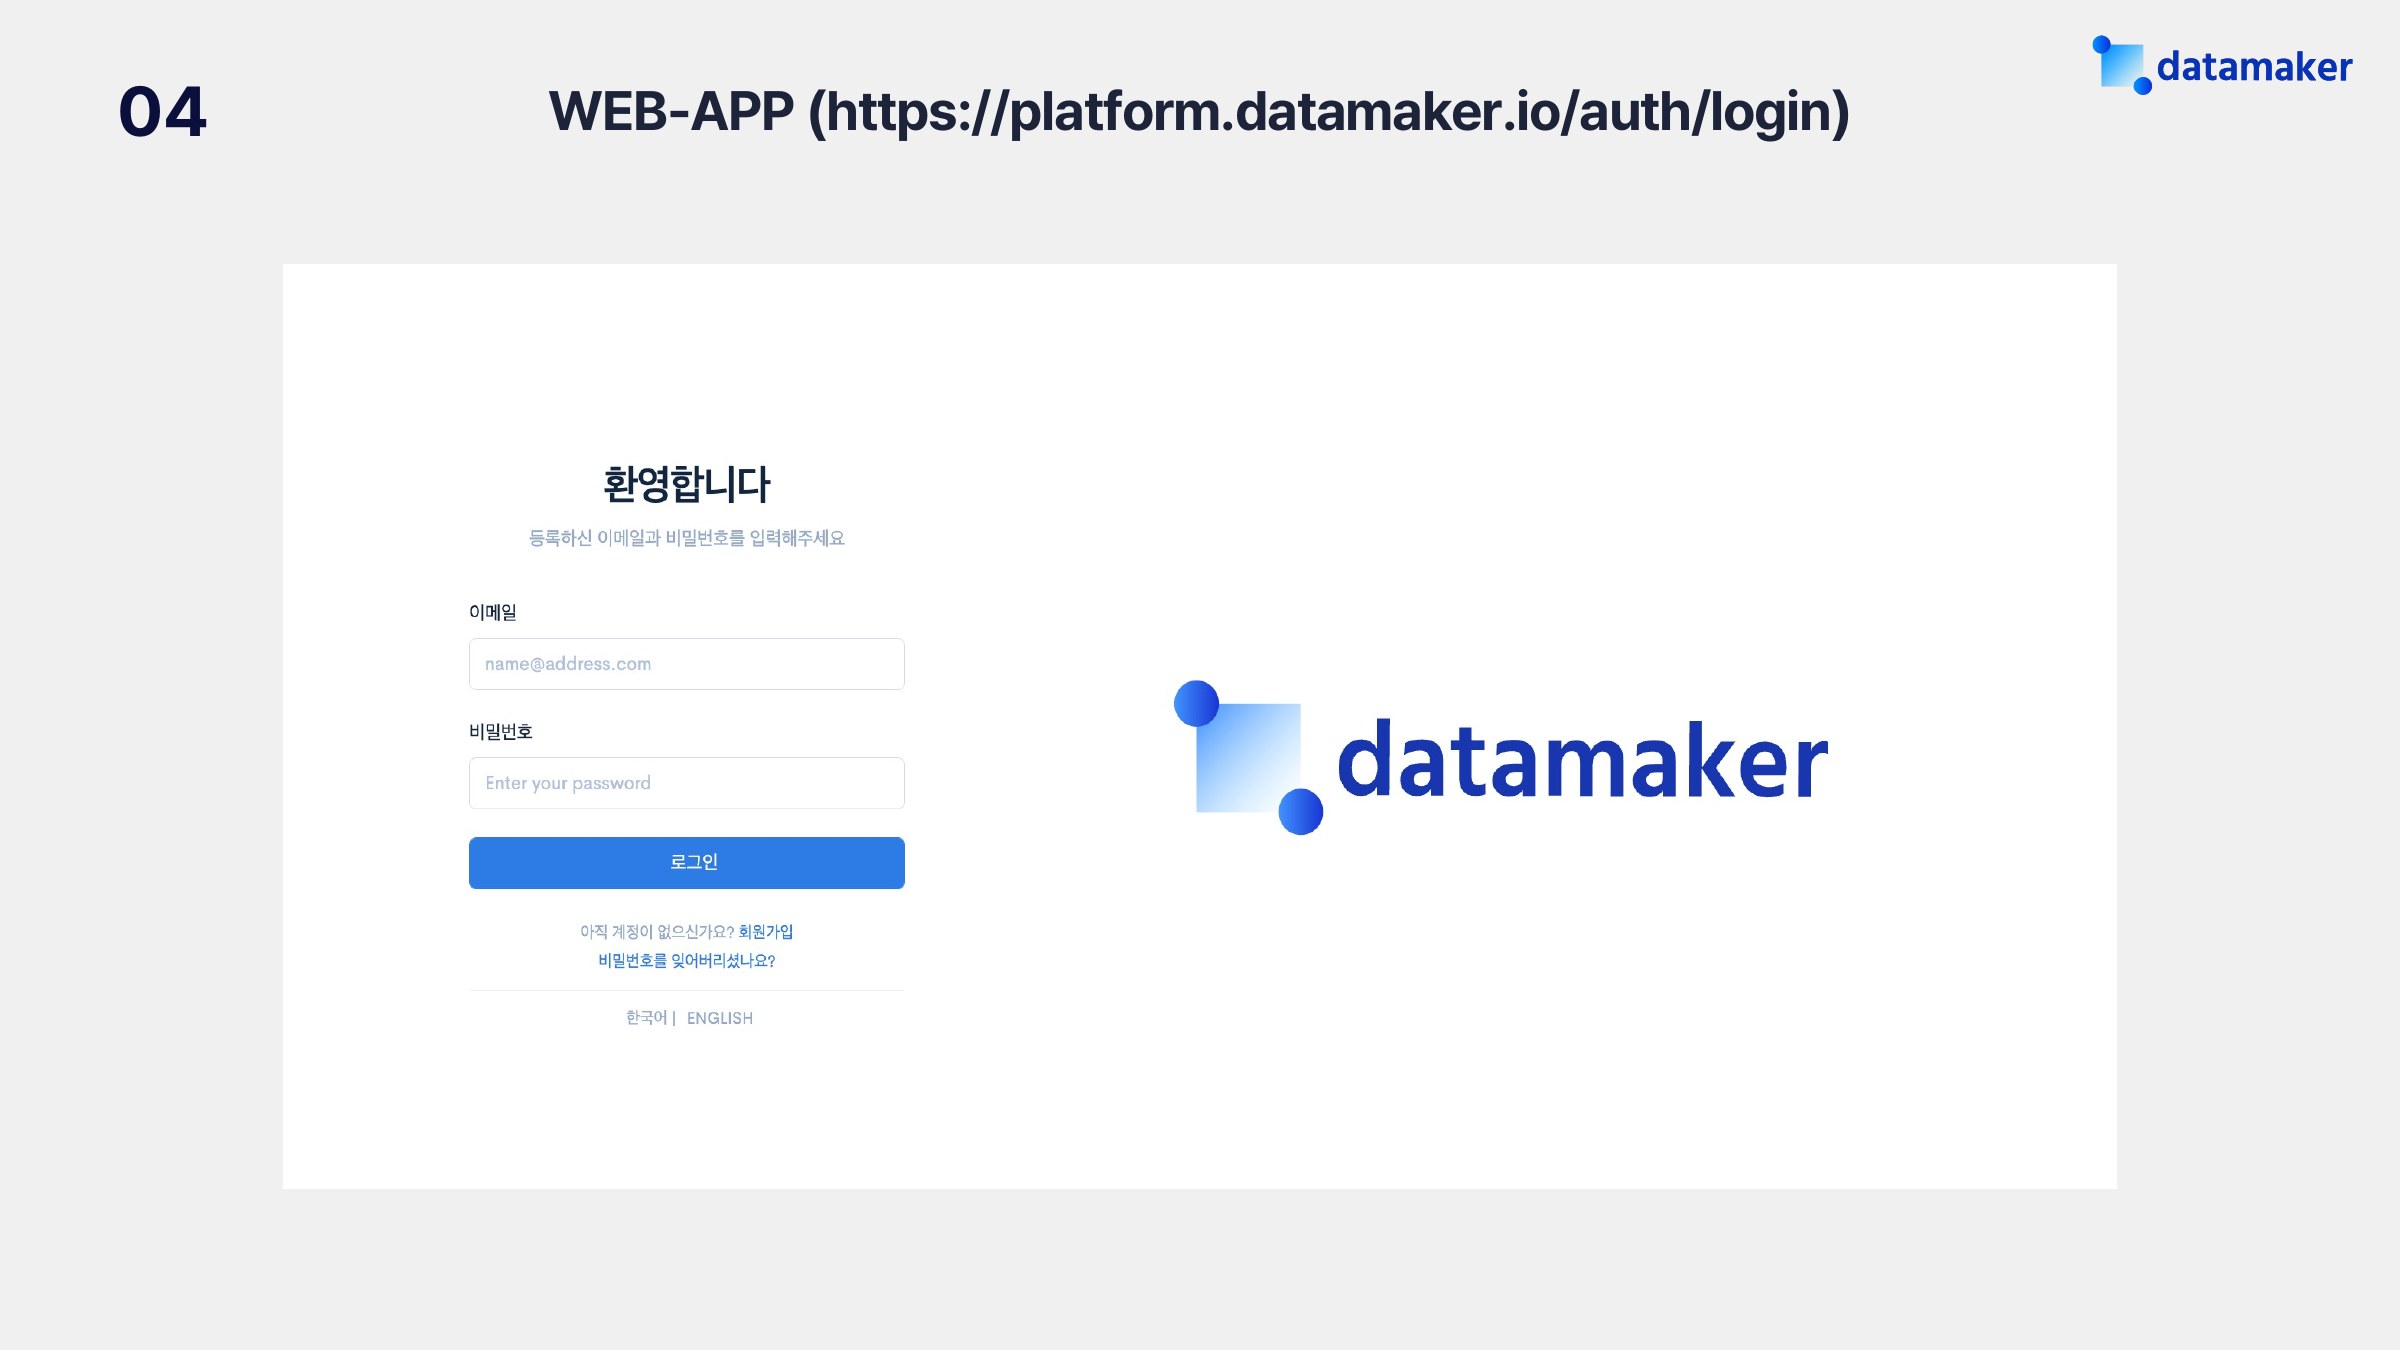 datamaker
04
WEB-APP (https://platform.datamaker.io/auth/login)
환영합니다
등록하신 이메일과 비밀번호를 입력해주세요
이메일
name@address.com
비밀번호
Enter your password
로그인
아직 계정이 없으신가요? 회원가입
비밀번호를 잊어버리셨나요?
한국어 | ENGLISH
datamaker